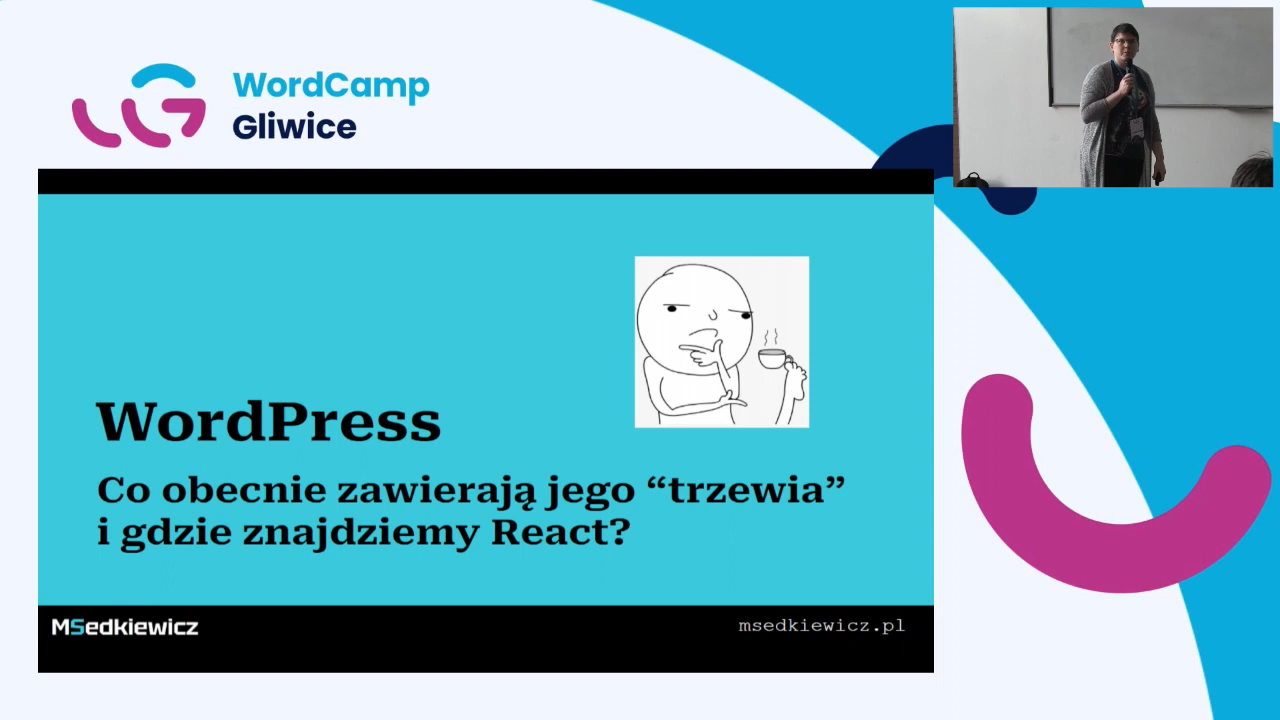 WordCamp
Gliwice
WordPress
Co obecnie zawierają jego “trzewia”
i gdzie znajdziemy React?
MSedkiewicz
msedkiewicz.pl